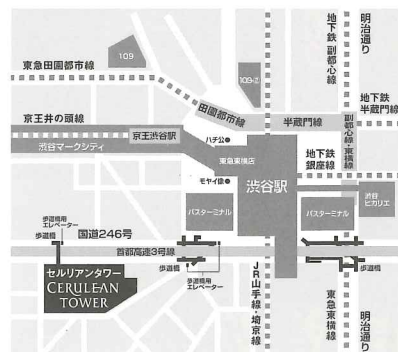 地下鉄 副都心線
明治通り
109
東急田園都市線
109-②
地下鉄
半蔵門線
田園都市線
半蔵門線
副都心線・東横線
京王井の頭線
京王渋谷駅
ハチ公
渋谷マークシティ
東急東横店
地下鉄
銀座線
モヤイ像
渋谷駅
渋谷
ヒカリエ
バスターミナル
バスターミナル
歩道橋用
エレベーター
国道246号
歩道橋
首都高速3号線
歩道橋
歩道橋
セルリアンタワー
CERULEAN
TOWER
歩道橋用
エレベーター
JR山手線・埼京線
東急東横線
明治通り